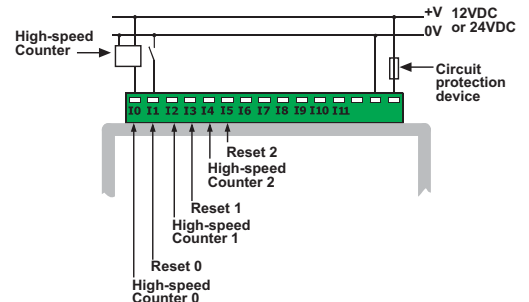 +V 12VDC
0V or 24VDC
High-speed
Counter
Circuit
protection
device
I0 I1 I2 I3 I4 I5 I6 I7 I8 I9 I10 I11
Reset 2
High-speed
Counter 2
Reset 1
High-speed
Counter 1
Reset 0
High-speed
Counter 0